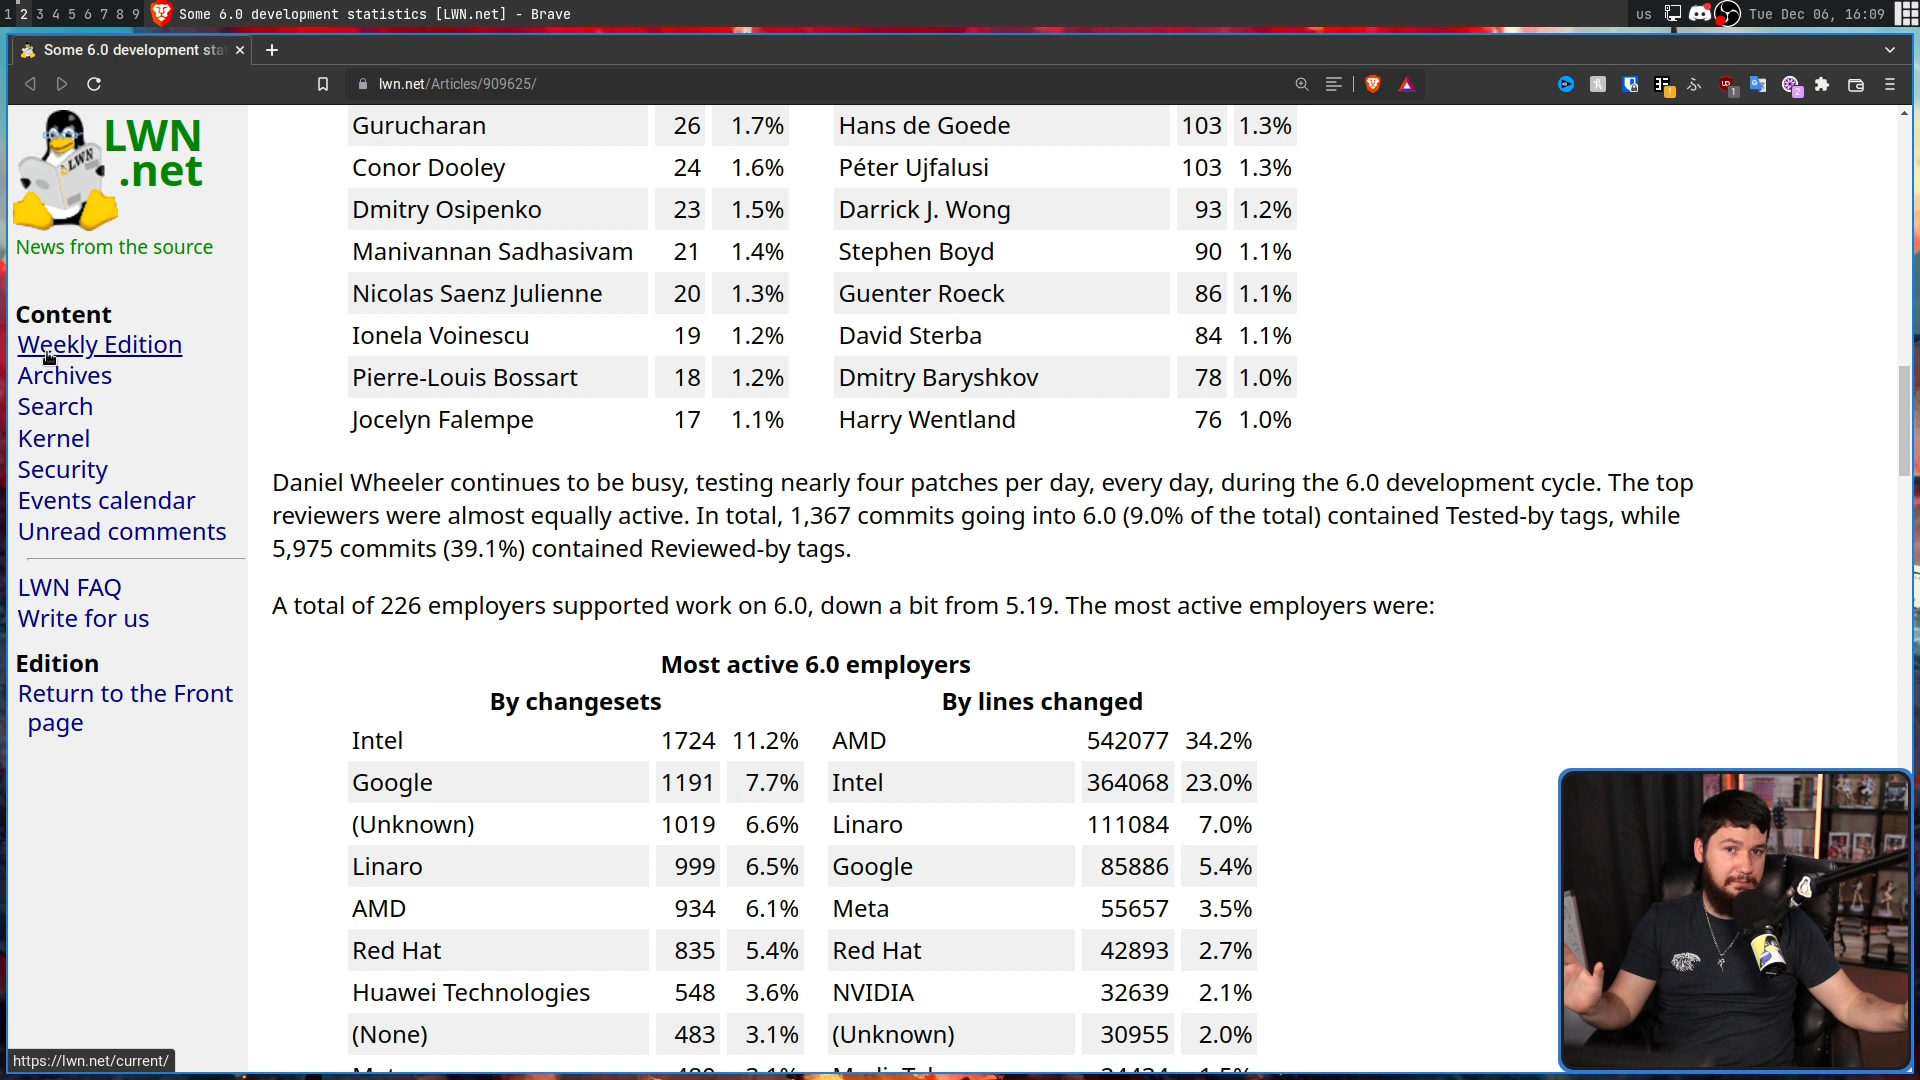 1 2 3 4 5 6 7 8 9 Some 6.0 development statistics [LWN.net] - Brave
us Tue Dec 06, 16:09
Some 6.0 development sta
lwn.net/Articles/909625/
LWN
.net
News from the source
Content
Weekly Edition
Archives
Search
Kernel
Security
Events calendar
Unread comments
LWN FAQ
Write for us
Edition
Return to the Front
page
Gurucharan 26 1.7% Hans de Goede 103 1.3%
Conor Dooley 24 1.6% Péter Ujfalusi 103 1.3%
Dmitry Osipenko 23 1.5% Darrick J. Wong 93 1.2%
Manivannan Sadhasivam 21 1.4% Stephen Boyd 90 1.1%
Nicolas Saenz Julienne 20 1.3% Guenter Roeck 86 1.1%
Ionela Voinescu 19 1.2% David Sterba 84 1.1%
Pierre-Louis Bossart 18 1.2% Dmitry Baryshkov 78 1.0%
Jocelyn Falempe 17 1.1% Harry Wentland 76 1.0%
Daniel Wheeler continues to be busy, testing nearly four patches per day, every day, during the 6.0 development cycle. The top
reviewers were almost equally active. In total, 1,367 commits going into 6.0 (9.0% of the total) contained Tested-by tags, while
5,975 commits (39.1%) contained Reviewed-by tags.
A total of 226 employers supported work on 6.0, down a bit from 5.19. The most active employers were:
Most active 6.0 employers
By changesets By lines changed
Intel 1724 11.2% AMD 542077 34.2%
Google 1191 7.7% Intel 364068 23.0%
(Unknown) 1019 6.6% Linaro 111084 7.0%
Linaro 999 6.5% Google 85886 5.4%
AMD 934 6.1% Meta 55657 3.5%
Red Hat 835 5.4% Red Hat 42893 2.7%
Huawei Technologies 548 3.6% NVIDIA 32639 2.1%
(None) 483 3.1% (Unknown) 30955 2.0%
https://lwn.net/current/